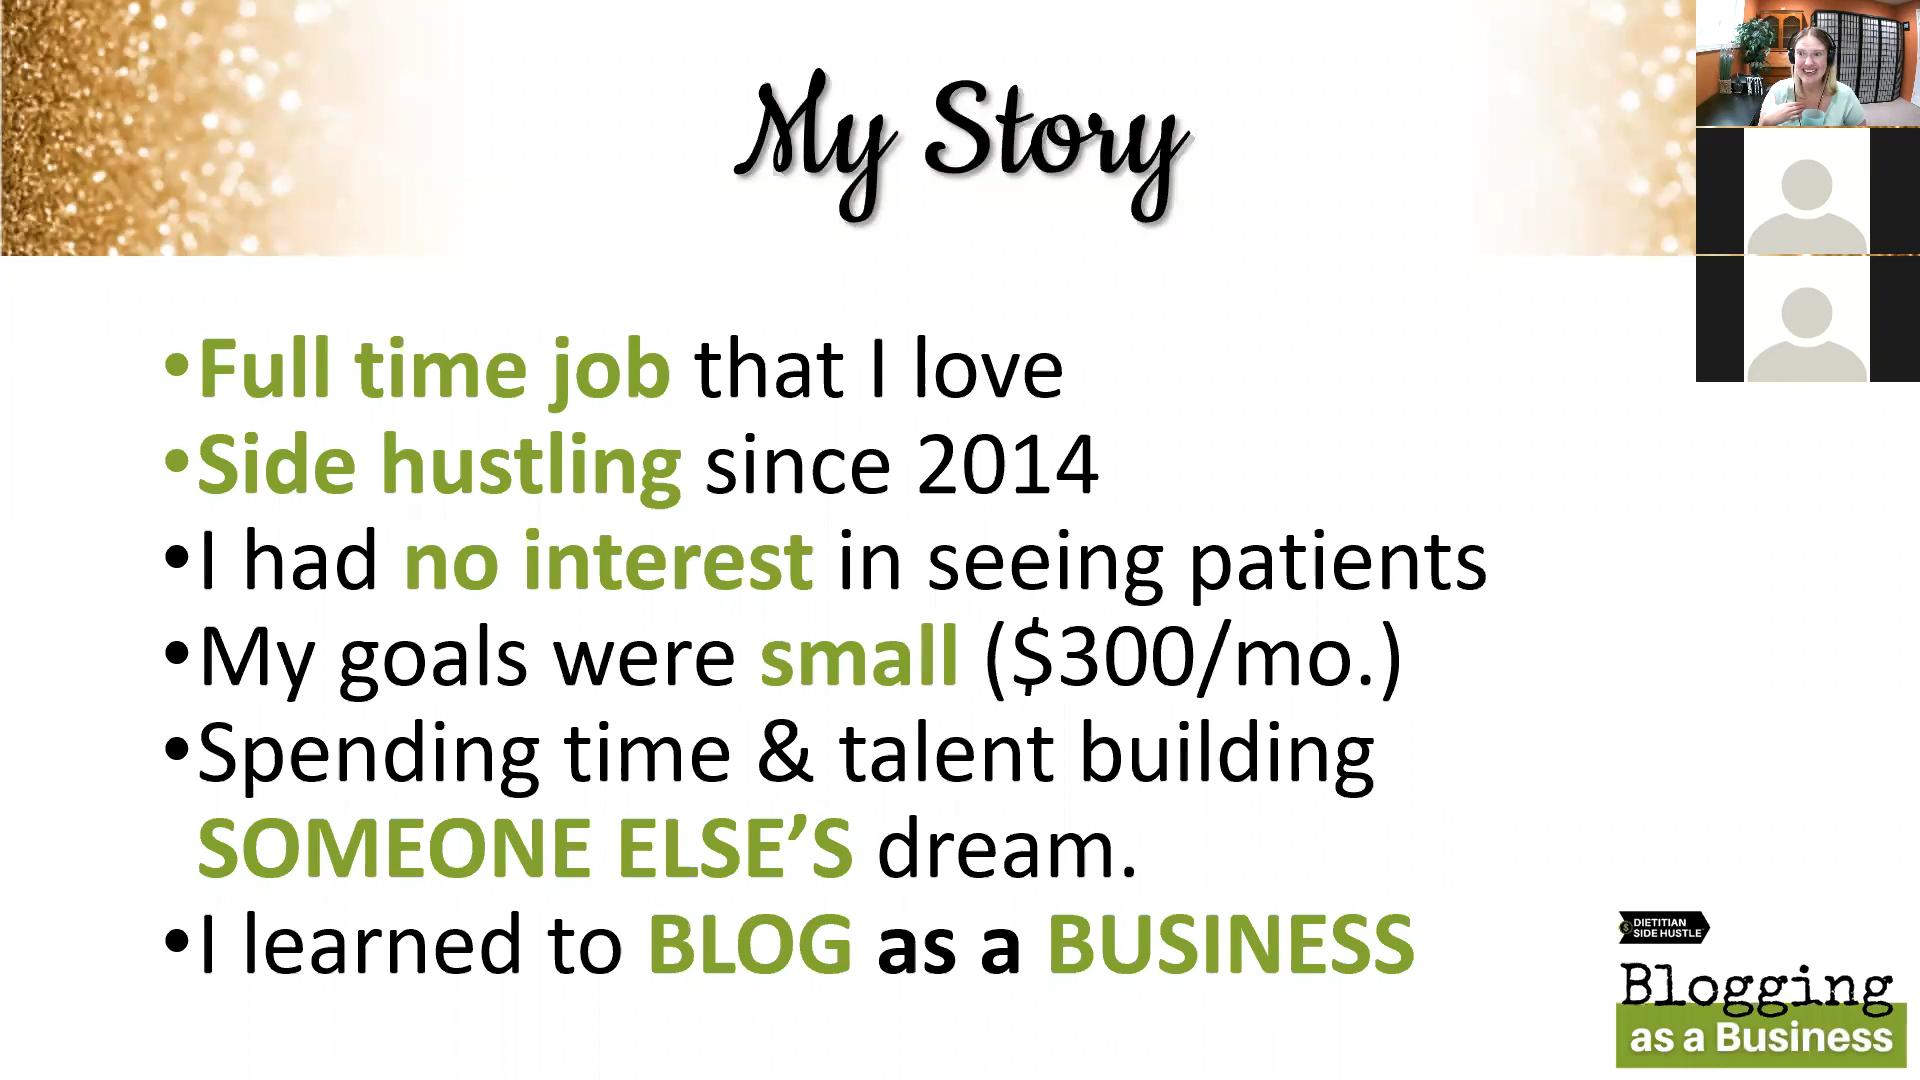 My Story
•Full time job that I love
•Side hustling since 2014
•I had no interest in seeing patients
•My goals were small ($300/mo.)
•Spending time & talent building
SOMEONE ELSE’S dream.
•I learned to BLOG as a BUSINESS
$ DIETITIAN
SIDE HUSTLE
Blogging
as a Business